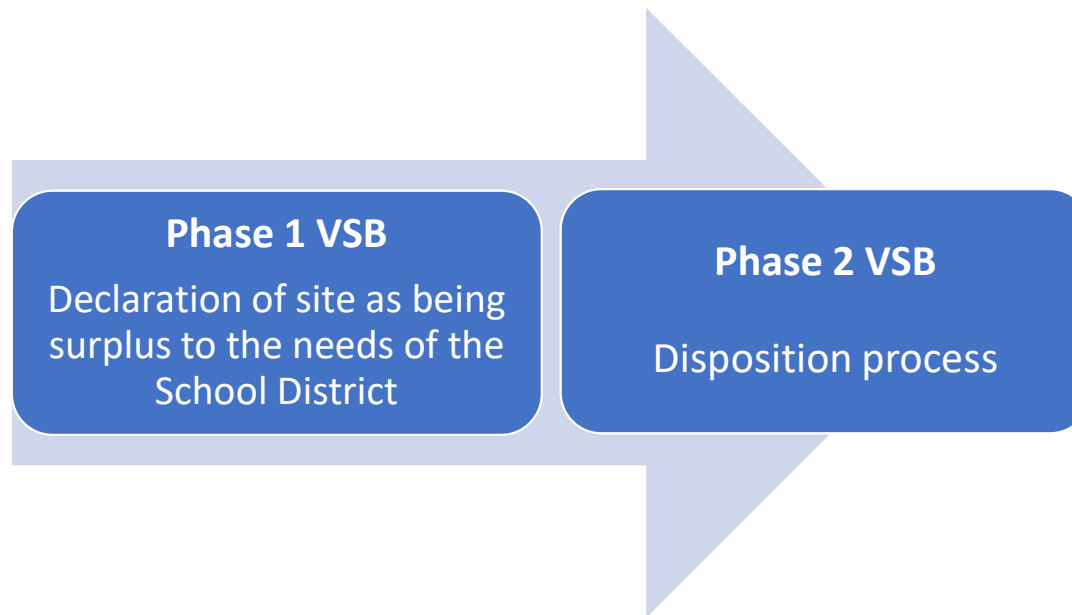 Phase 1 VSB
Declaration of site as being
surplus to the needs of the
School District
Phase 2 VSB
Disposition process